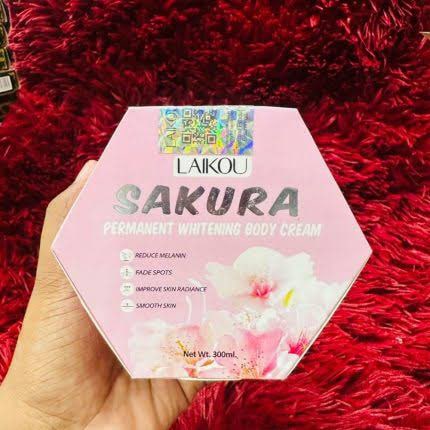 LAIKOU
SAKURA
PERMANENT WHITENING BODY CREAM
REDUCE MELANIN
FADE SPOTS
IMPROVE SKIN RADIANCE
SMOOTH SKIN
Net Wt. 300ml.